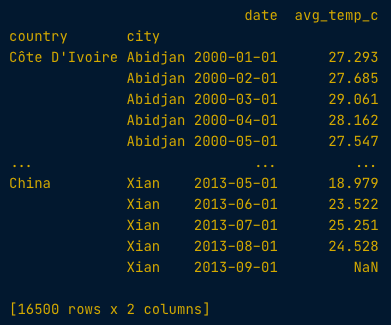 date avg_temp_c
country city
Côte D'Ivoire Abidjan 2000-01-01 27.293
Abidjan 2000-02-01 27.685
Abidjan 2000-03-01 29.061
Abidjan 2000-04-01 28.162
Abidjan 2000-05-01 27.547
... ... ...
China Xian 2013-05-01 18.979
Xian 2013-06-01 23.522
Xian 2013-07-01 25.251
Xian 2013-08-01 24.528
Xian 2013-09-01 NaN
[16500 rows x 2 columns]